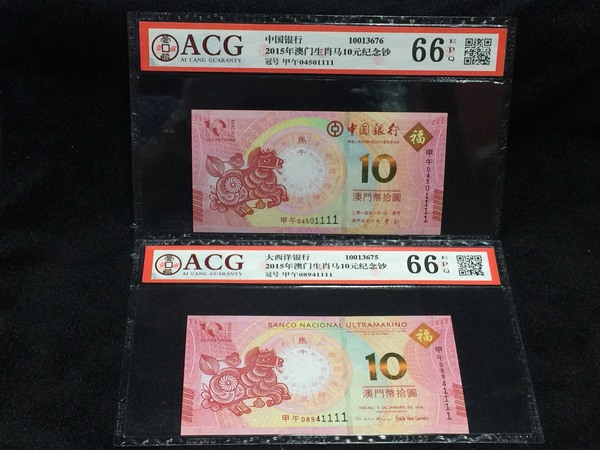 ACG
AI CANG GUARANTY
中国银行 10013676
2015年澳门生肖马10元纪念钞
冠号 甲午04501111
66 E P Q
10
中国銀行
福
馬
午
10
澳門幣拾圓
甲午04501111
甲午04501111
ACG
AI CANG GUARANTY
大西洋银行 10013675
2015年澳门生肖马10元纪念钞
冠号 甲午08941111
66 E P Q
10
BANCO NACIONAL ULTRAMARINO
福
馬
午
10
澳門幣拾圓
甲午08941111
甲午08941111